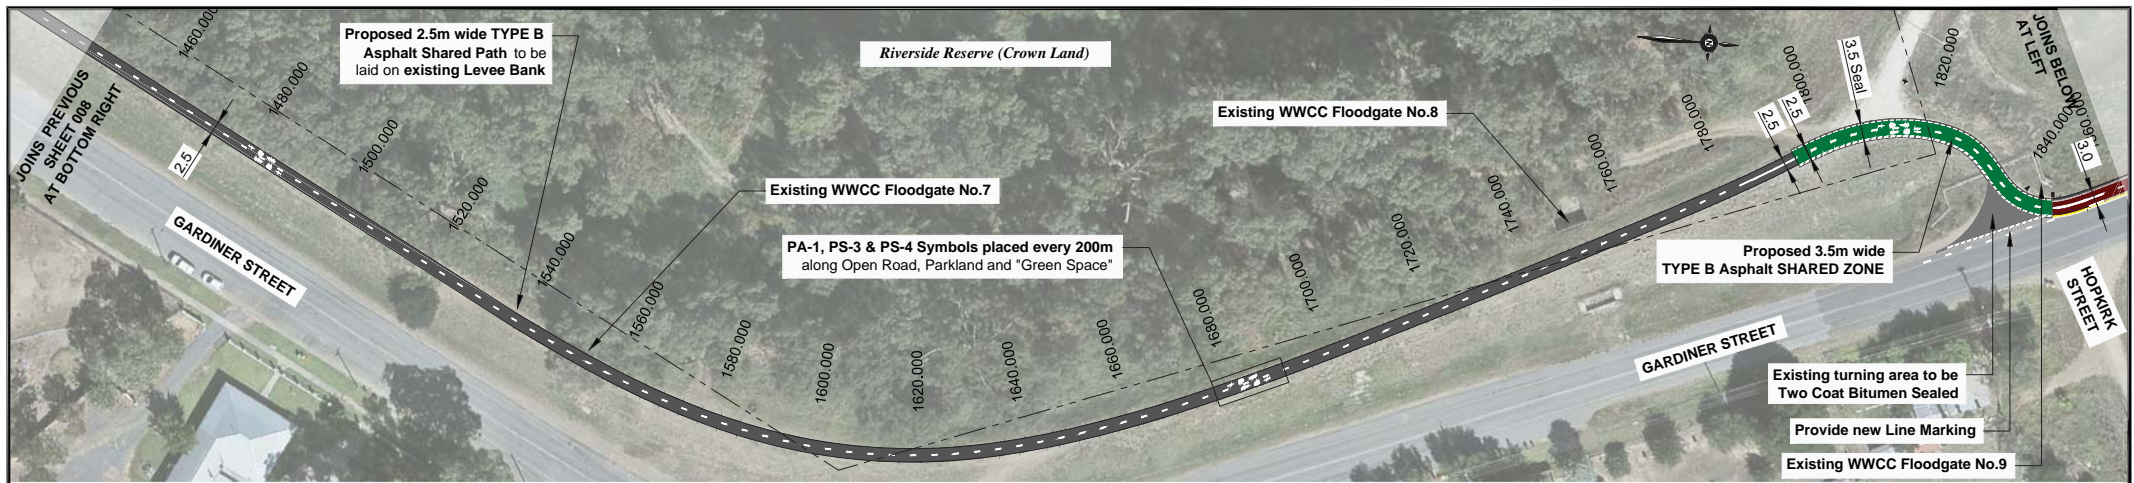 JOINS PREVIOUS
SHEET 008
AT BOTTOM RIGHT
1460.000
1480.000
1500.000
1520.000
1540.000
1560.000
1580.000
1600.000
1620.000
1640.000
1660.000
1680.000
1700.000
1720.000
1740.000
1760.000
1780.000
1800.000
1820.000
1840.000
Proposed 2.5m wide TYPE B
Asphalt Shared Path to be
laid on existing Levee Bank
Riverside Reserve (Crown Land)
N
Existing WWCC Floodgate No.8
2.5
2.5
3.5 Seal
JOINS BELOW
AT LEFT
3.0
2.5
Existing WWCC Floodgate No.7
GARDINER STREET
PA-1, PS-3 & PS-4 Symbols placed every 200m
along Open Road, Parkland and "Green Space"
Proposed 3.5m wide
TYPE B Asphalt SHARED ZONE
HOPKIRK
STREET
GARDINER STREET
Existing turning area to be
Two Coat Bitumen Sealed
Provide new Line Marking
Existing WWCC Floodgate No.9